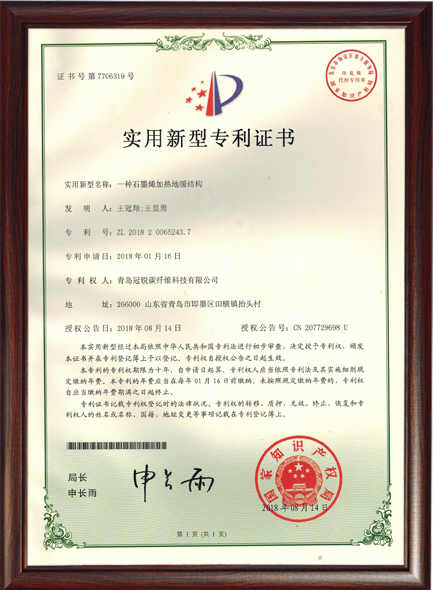 证书号第7706319号
实用新型专利证书
实用新型名称：一种石墨烯加热地暖结构
发 明 人：王冠翔;王显勇
专 利 号：ZL 2018 2 0065243.7
专利申请日：2018年01月16日
专 利 权 人：青岛冠锐碳纤维科技有限公司
地 址：266000 山东省青岛市即墨区田横镇抬头村
授权公告日：2018年08月14日 授权公告号：CN 207729698 U
本实用新型经过本局依照中华人民共和国专利法进行初步审查，决定授予专利权，颁
发本证书并在专利登记簿上予以登记。专利权自授权公告之日起生效。
本专利的专利权期限为十年，自申请日起算。专利权人应当依照专利法及其实施细则规
定缴纳年费。本专利的年费应当在每年01月16日前缴纳。未按照规定缴纳年费的，专利权
自应当缴纳年费期满之日起终止。
专利证书记载专利权登记时的法律状况。专利权的转移、质押、无效、终止、恢复和专
利权人的姓名或名称、国籍、地址变更等事项记载在专利登记簿上。
局长
申长雨
申长雨
国家知识产权局
2018年08月14日
第1页（共1页）